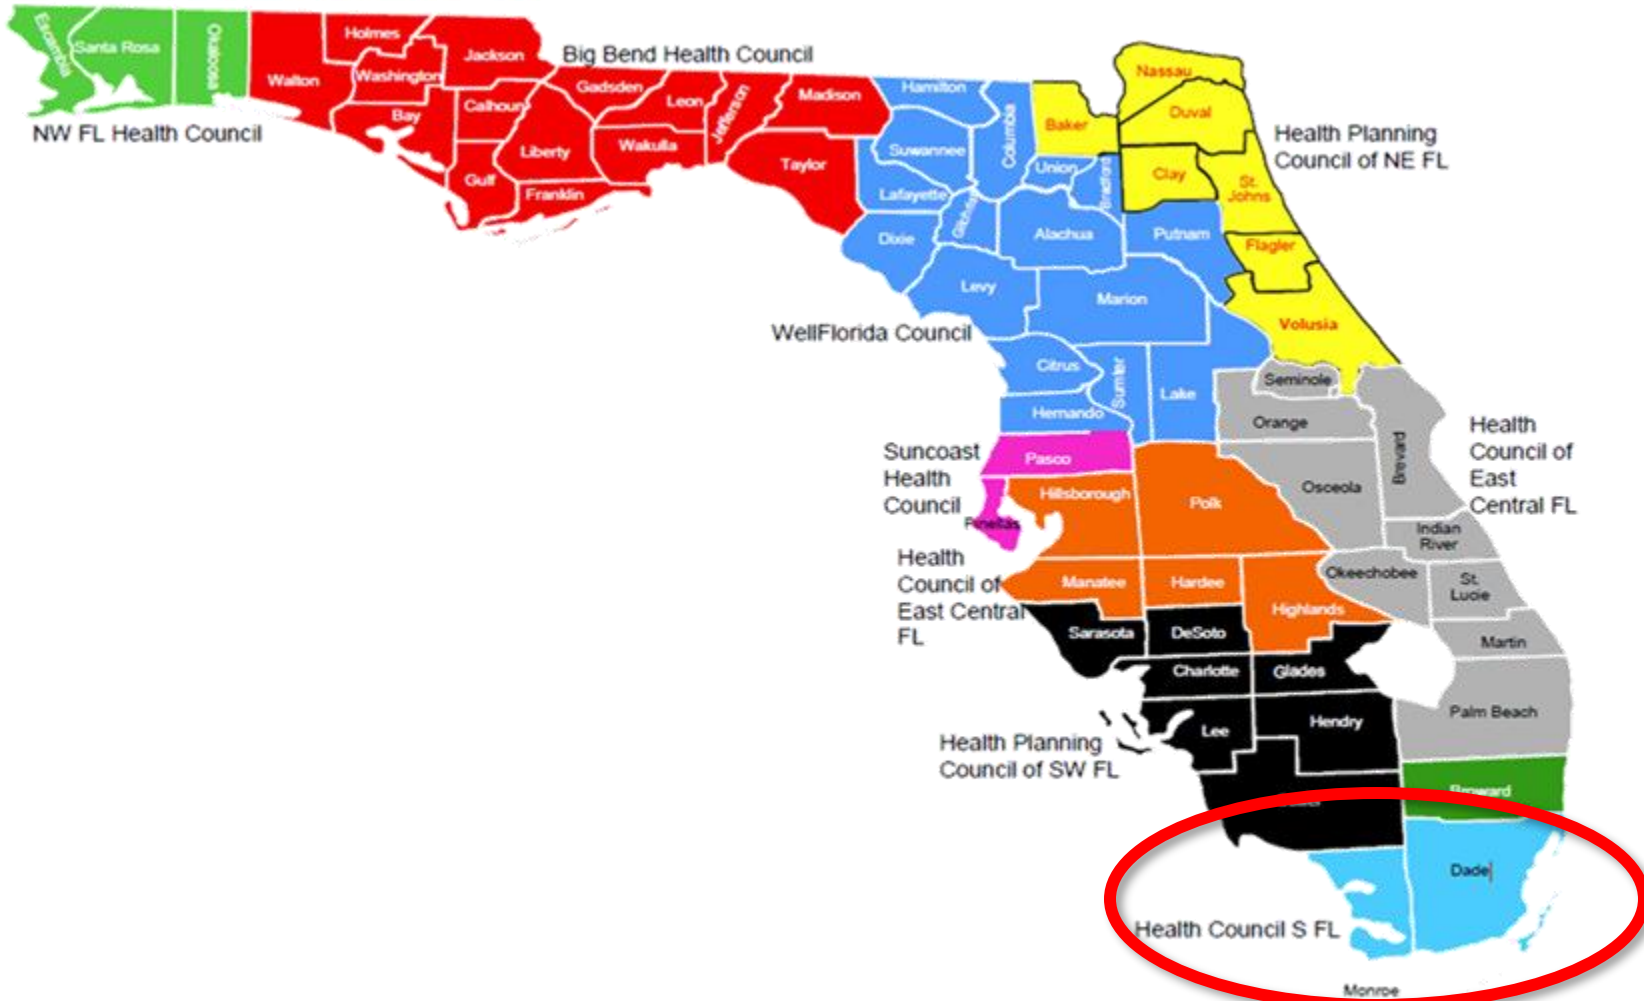 Escambia
Santa Rosa
Okaloosa
NW FL Health Council
Walton
Holmes
Washington
Jackson
Bay
Calhoun
Gulf
Liberty
Franklin
Gadsden
Leon
Wakulla
Jefferson
Madison
Taylor
Big Bend Health Council
Hamilton
Suwannee
Columbia
Lafayette
Union
Bradford
Dixie
Alachua
Putnam
Levy
Marion
Citrus
Sumter
Lake
Hernando
WellFlorida Council
Nassau
Baker
Duval
Clay
St.
Johns
Flagler
Volusia
Health Planning
Council of NE FL
Seminole
Orange
Brevard
Osceola
Indian
River
Okeechobee
St.
Lucie
Martin
Palm Beach
Health
Council of
East
Central FL
Suncoast
Health
Council
Pasco
Pinellas
Hillsborough
Polk
Manatee
Hardee
Highlands
Health
Council of
East Central
FL
Sarasota
DeSoto
Charlotte
Glades
Lee
Hendry
Health Planning
Council of SW FL
Broward
Dade
Health Council S FL
Monroe